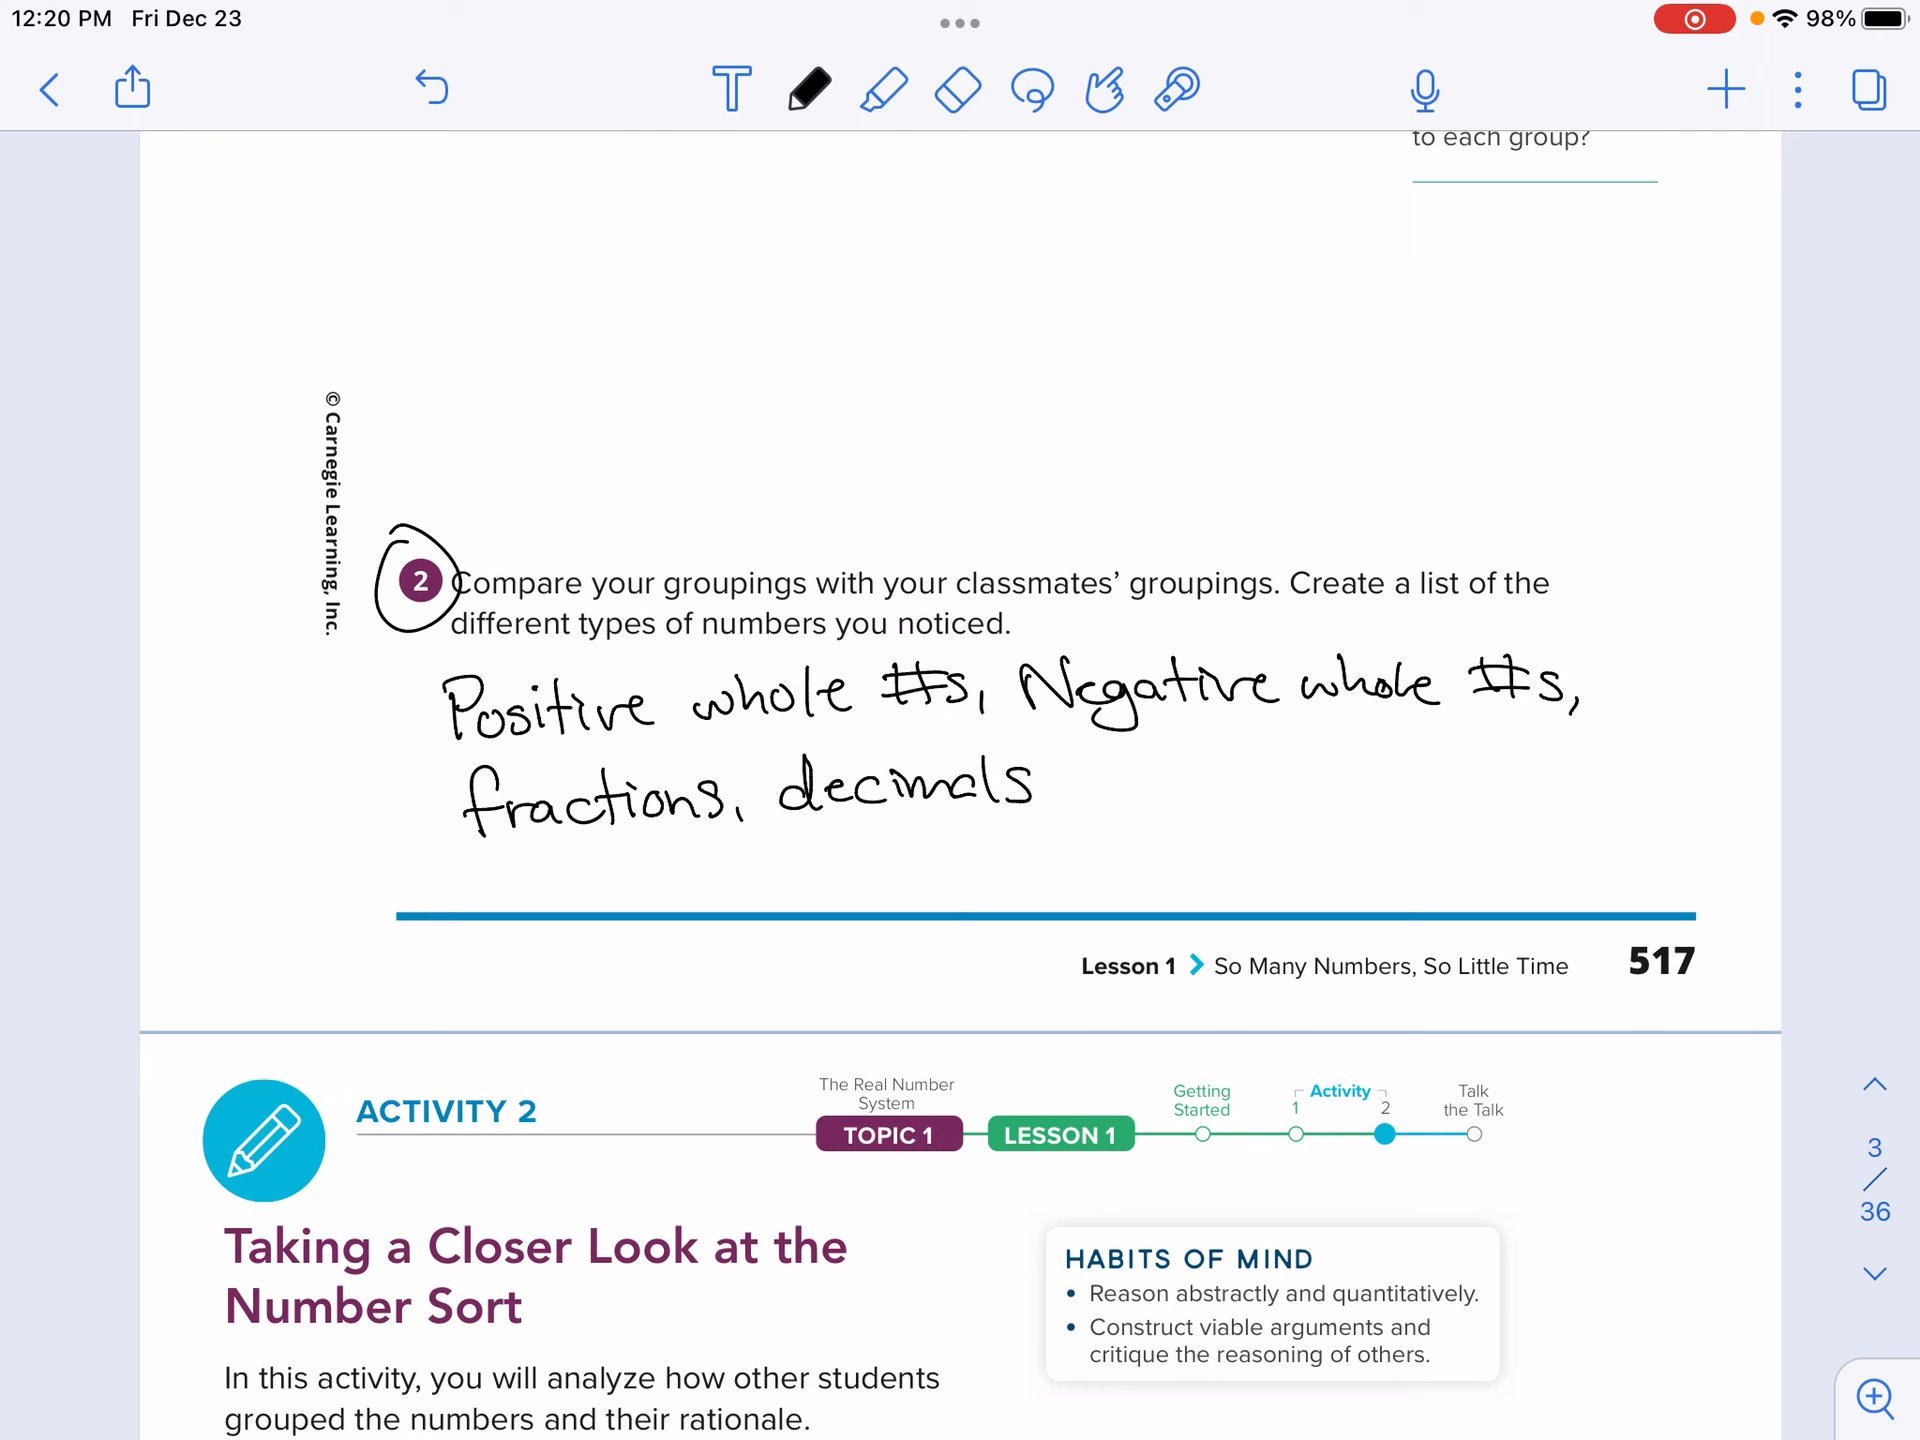 12:20 PM Fri Dec 23
98%
to each group?
© Carnegie Learning, Inc.
2 Compare your groupings with your classmates’ groupings. Create a list of the
different types of numbers you noticed.
Positive whole #s, Negative whole #s,
fractions, decimals
Lesson 1 > So Many Numbers, So Little Time 517
ACTIVITY 2
The Real Number
System
TOPIC 1
LESSON 1
Getting
Started
Activity
1 2
Talk
the Talk
Taking a Closer Look at the
Number Sort
In this activity, you will analyze how other students
grouped the numbers and their rationale.
HABITS OF MIND
• Reason abstractly and quantitatively.
• Construct viable arguments and
critique the reasoning of others.
3
/
36